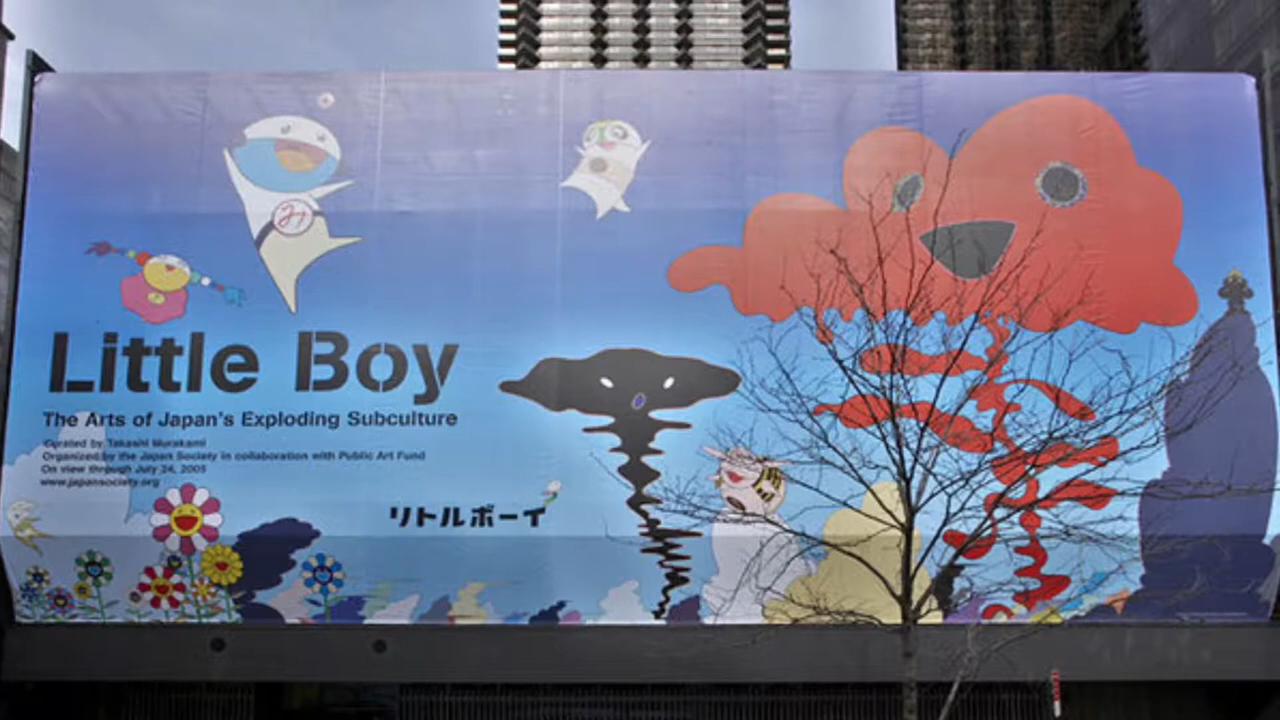 Little Boy
The Arts of Japan's Exploding Subculture
Curated by Takashi Murakami
Organized by the Japan Society in collaboration with Public Art Fund
On view through July 24, 2005
www.japansociety.org
リトルボーイ